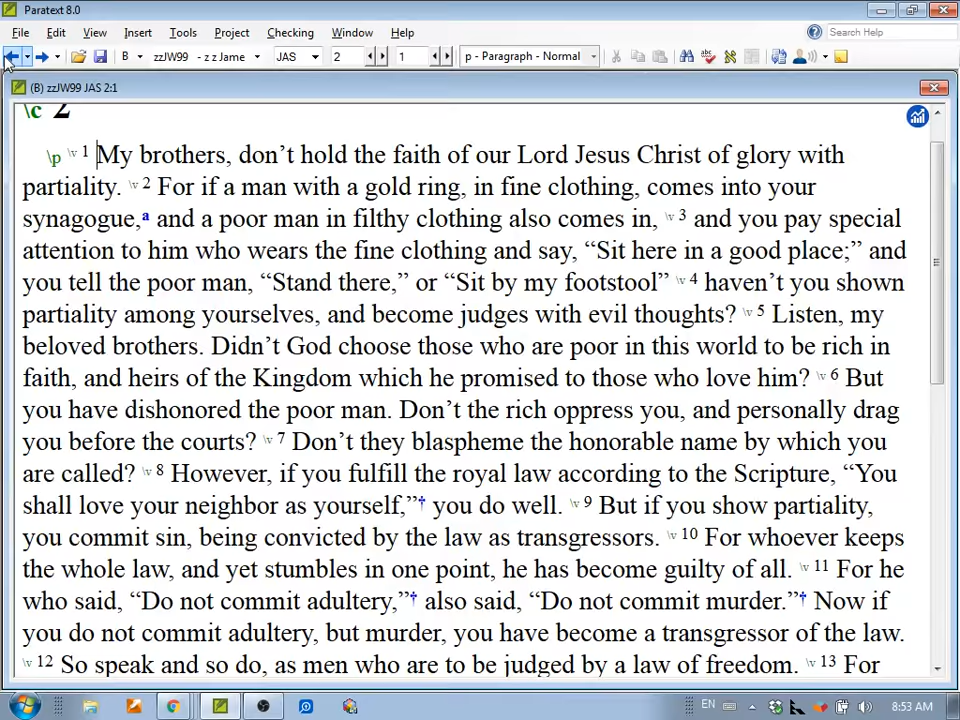 Paratext 8.0
File Edit View Insert Tools Project Checking Window Help Search Help
B zzJW99 - z z Jame JAS 2 1 p - Paragraph - Normal
(B) zzJW99 JAS 2:1
\c 2
\p \v 1 My brothers, don’t hold the faith of our Lord Jesus Christ of glory with
partiality. \v 2 For if a man with a gold ring, in fine clothing, comes into your
synagogue,a and a poor man in filthy clothing also comes in, \v 3 and you pay special
attention to him who wears the fine clothing and say, “Sit here in a good place;” and
you tell the poor man, “Stand there,” or “Sit by my footstool” \v 4 haven’t you shown
partiality among yourselves, and become judges with evil thoughts? \v 5 Listen, my
beloved brothers. Didn’t God choose those who are poor in this world to be rich in
faith, and heirs of the Kingdom which he promised to those who love him? \v 6 But
you have dishonored the poor man. Don’t the rich oppress you, and personally drag
you before the courts? \v 7 Don’t they blaspheme the honorable name by which you
are called? \v 8 However, if you fulfill the royal law according to the Scripture, “You
shall love your neighbor as yourself,”† you do well. \v 9 But if you show partiality,
you commit sin, being convicted by the law as transgressors. \v 10 For whoever keeps
the whole law, and yet stumbles in one point, he has become guilty of all. \v 11 For he
who said, “Do not commit adultery,”† also said, “Do not commit murder.”† Now if
you do not commit adultery, but murder, you have become a transgressor of the law.
\v 12 So speak and so do, as men who are to be judged by a law of freedom. \v 13 For
EN 8:53 AM